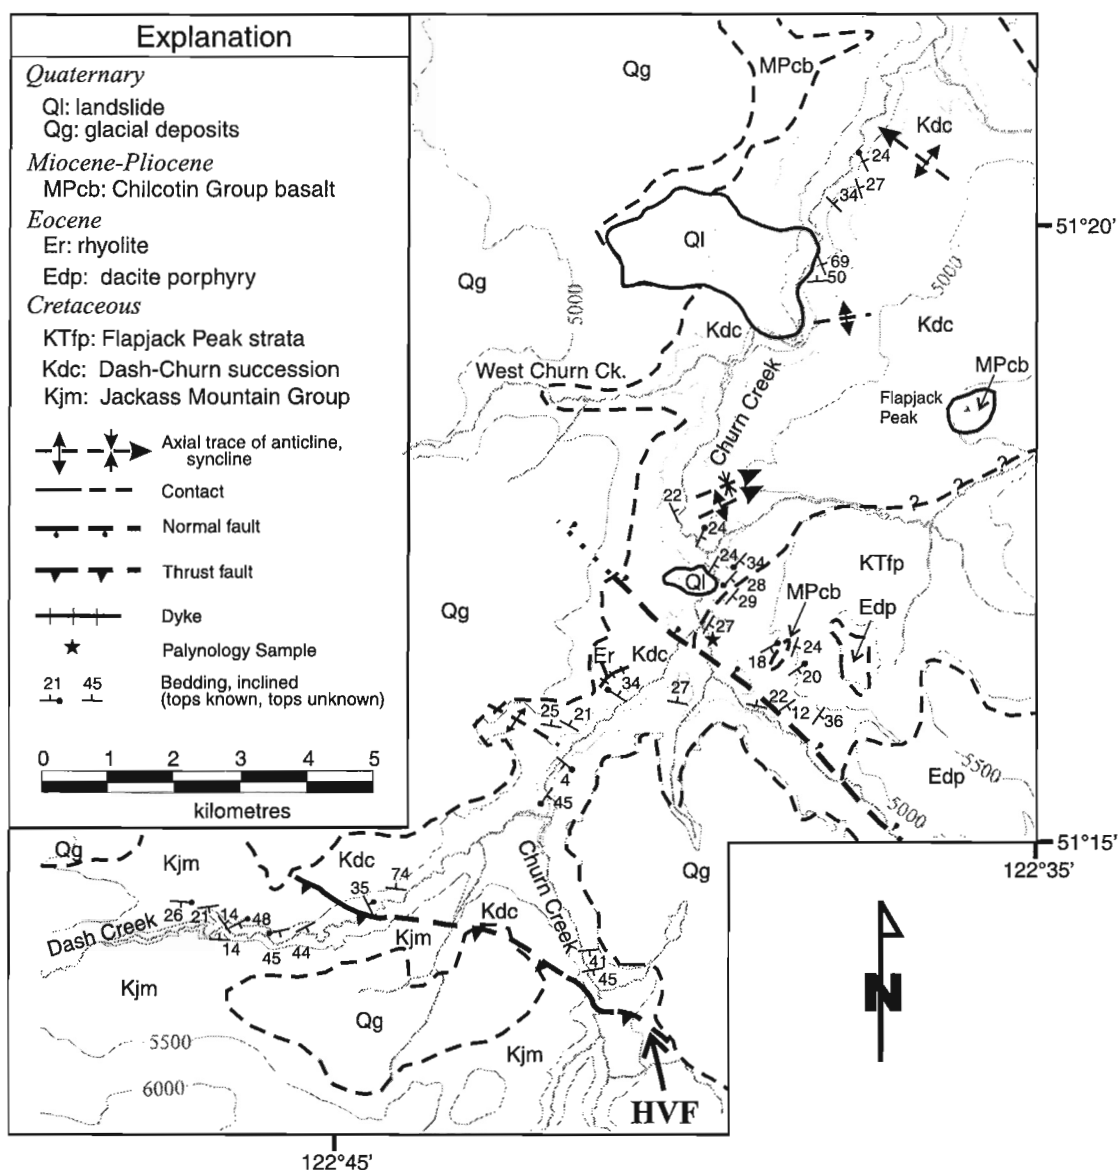 Explanation
Quaternary
Ql: landslide
Qg: glacial deposits
Miocene-Pliocene
MPcb: Chilcotin Group basalt
Eocene
Er: rhyolite
Edp: dacite porphyry
Cretaceous
KTfp: Flapjack Peak strata
Kdc: Dash-Churn succession
Kjm: Jackass Mountain Group
Axial trace of anticline,
syncline
Contact
Normal fault
Thrust fault
Dyke
Palynology Sample
21 45
Bedding, inclined
(tops known, tops unknown)
0 1 2 3 4 5
kilometres
Qg
MPcb
Kdc
24
27
34
51°20'
Ql
69
50
5000
Qg
5000
Kdc
Kdc
West Churn Ck.
MPcb
Flapjack
Peak
Churn Creek
22
24
? ? ?
24
34
KTfp
Ql
28
29
MPcb
Edp
Qg
27
24
Er
Kdc
18
20
34
27
25
21
22
12
36
4
45
Edp
5500
5000
51°15'
122°35'
Qg
Kjm
Kdc
Churn Creek
Qg
74
35
26
21
14
48
Kdc
Dash Creek
14
45
44
Kjm
41
45
Kjm
Qg
N
5500
Kjm
6000
HVF
122°45'